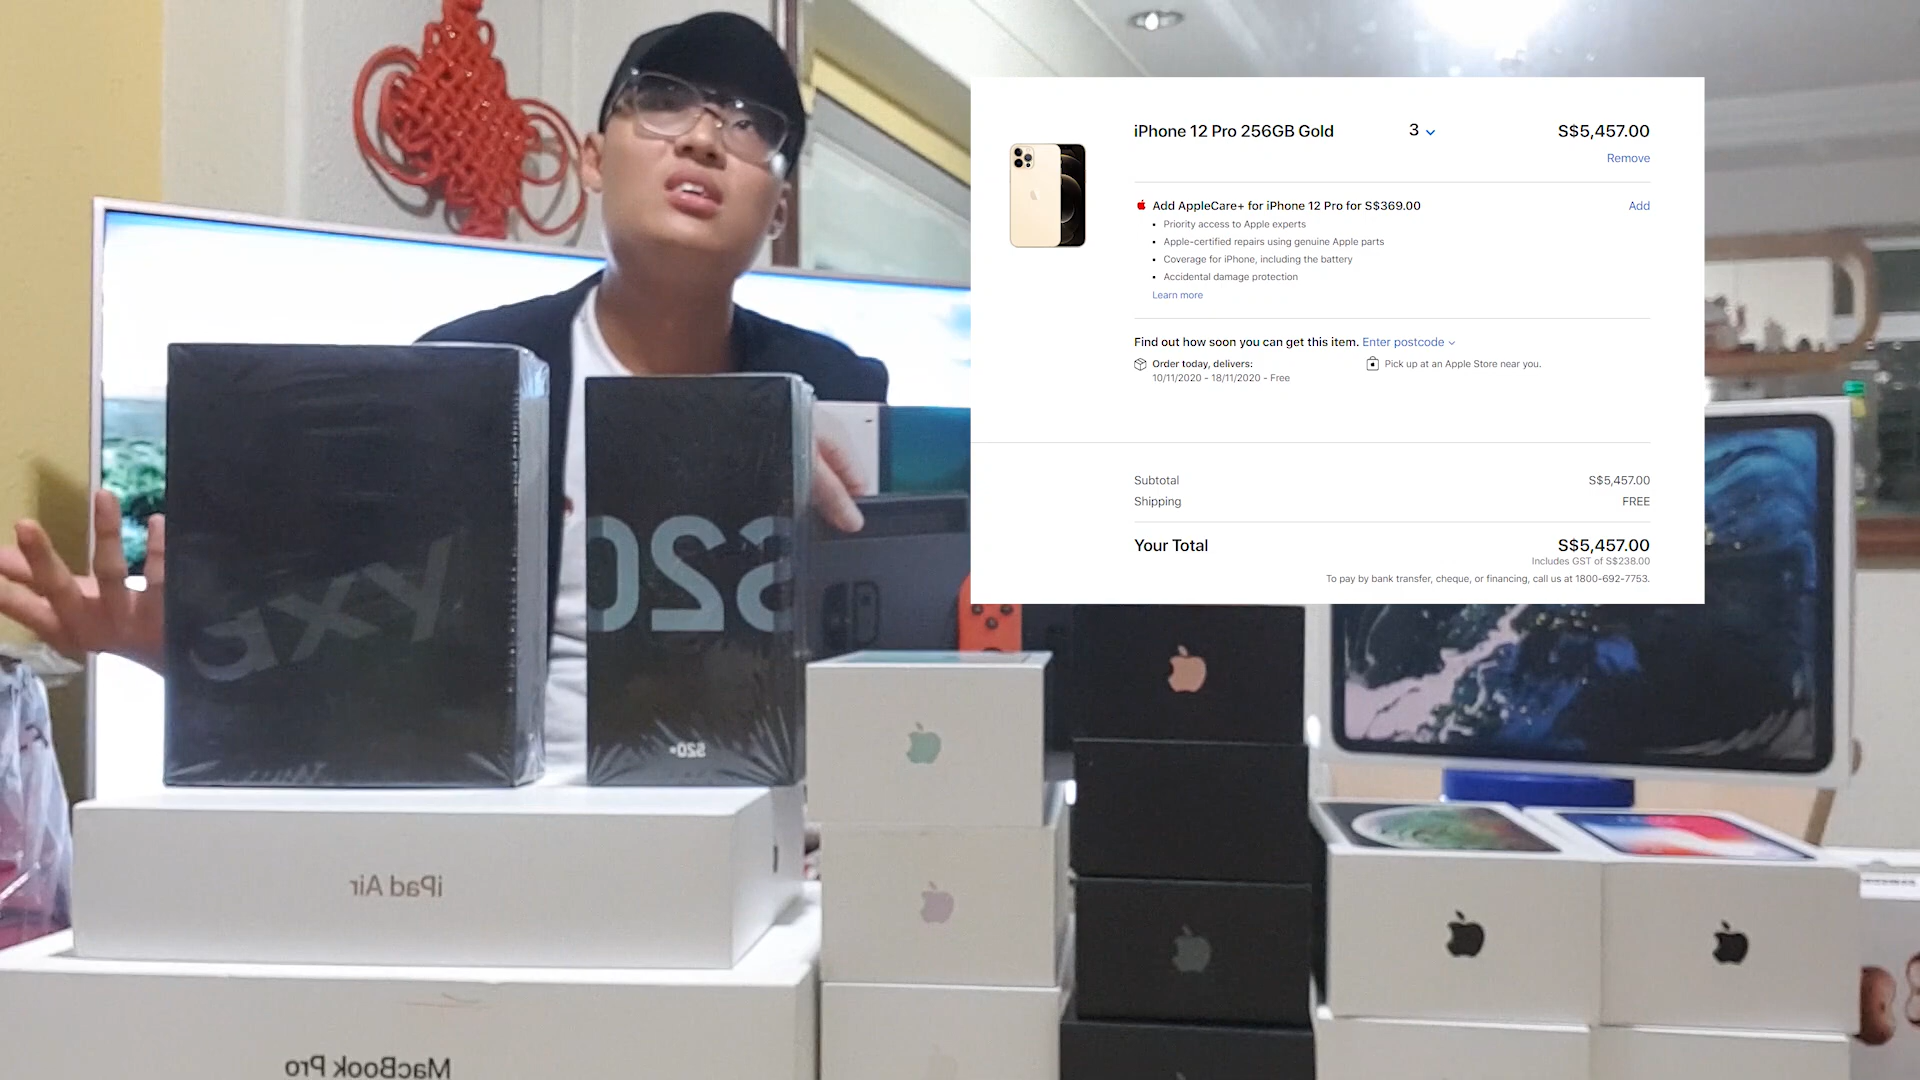 iPhone 12 Pro 256GB Gold 3 S$5,457.00
Remove
Add AppleCare+ for iPhone 12 Pro for S$369.00 Add
• Priority access to Apple experts
• Apple-certified repairs using genuine Apple parts
• Coverage for iPhone, including the battery
• Accidental damage protection
Learn more
Find out how soon you can get this item. Enter postcode
Order today, delivers: Pick up at an Apple Store near you.
10/11/2020 - 18/11/2020 - Free
Subtotal S$5,457.00
Shipping FREE
Your Total S$5,457.00
Includes GST of S$238.00
To pay by bank transfer, cheque, or financing, call us at 1800-692-7753.
S20
S20+
iPad Air
MacBook Pro